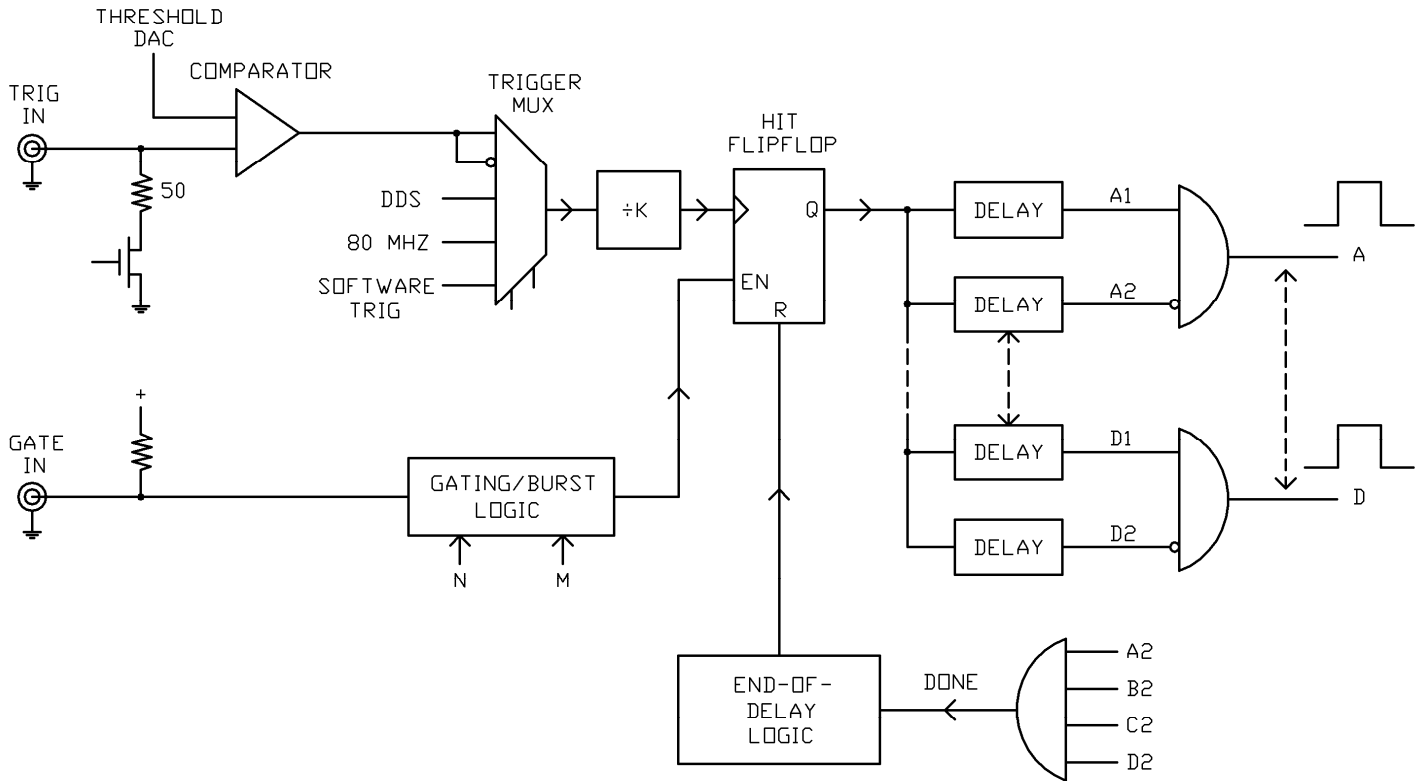 THRESHOLD
DAC
COMPARATOR
TRIG
IN
TRIGGER
MUX
50
DDS
80 MHZ
SOFTWARE
TRIG
÷K
HIT
FLIPFLOP
Q
EN
R
DELAY
A1
DELAY
A2
A
DELAY
D1
DELAY
D2
D
+
GATE
IN
GATING/BURST
LOGIC
N
M
END-OF-
DELAY
LOGIC
DONE
A2
B2
C2
D2